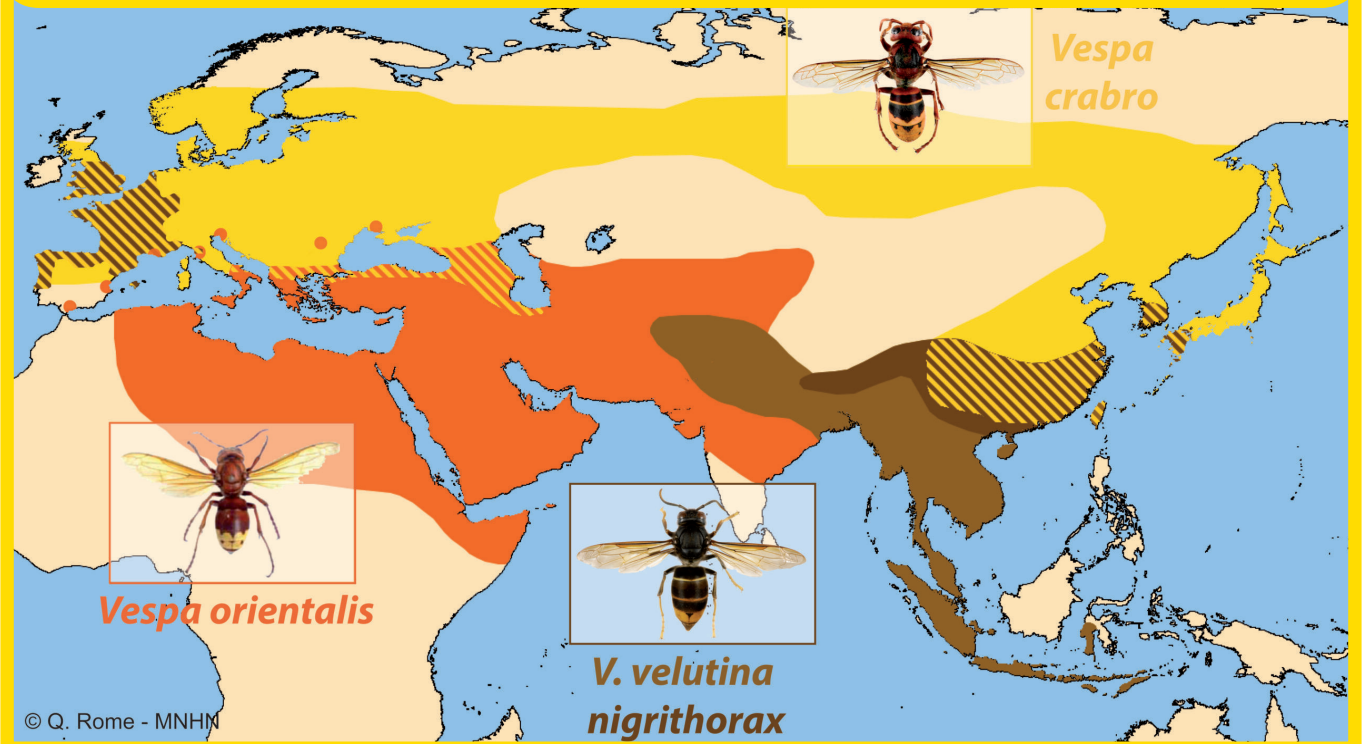 Vespa
crabro
Vespa orientalis
V. velutina
nigrithorax
© Q. Rome - MNHN